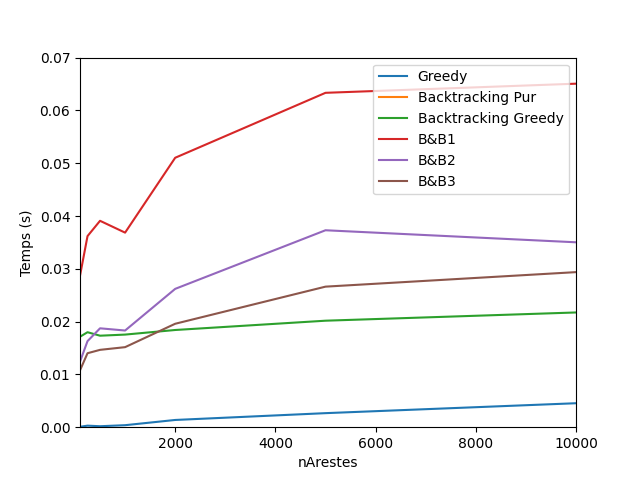 0.07
0.06
0.05
0.04
0.03
0.02
0.01
0.00
Temps (s)
Greedy
Backtracking Pur
Backtracking Greedy
B&B1
B&B2
B&B3
2000 4000 6000 8000 10000
nArestes